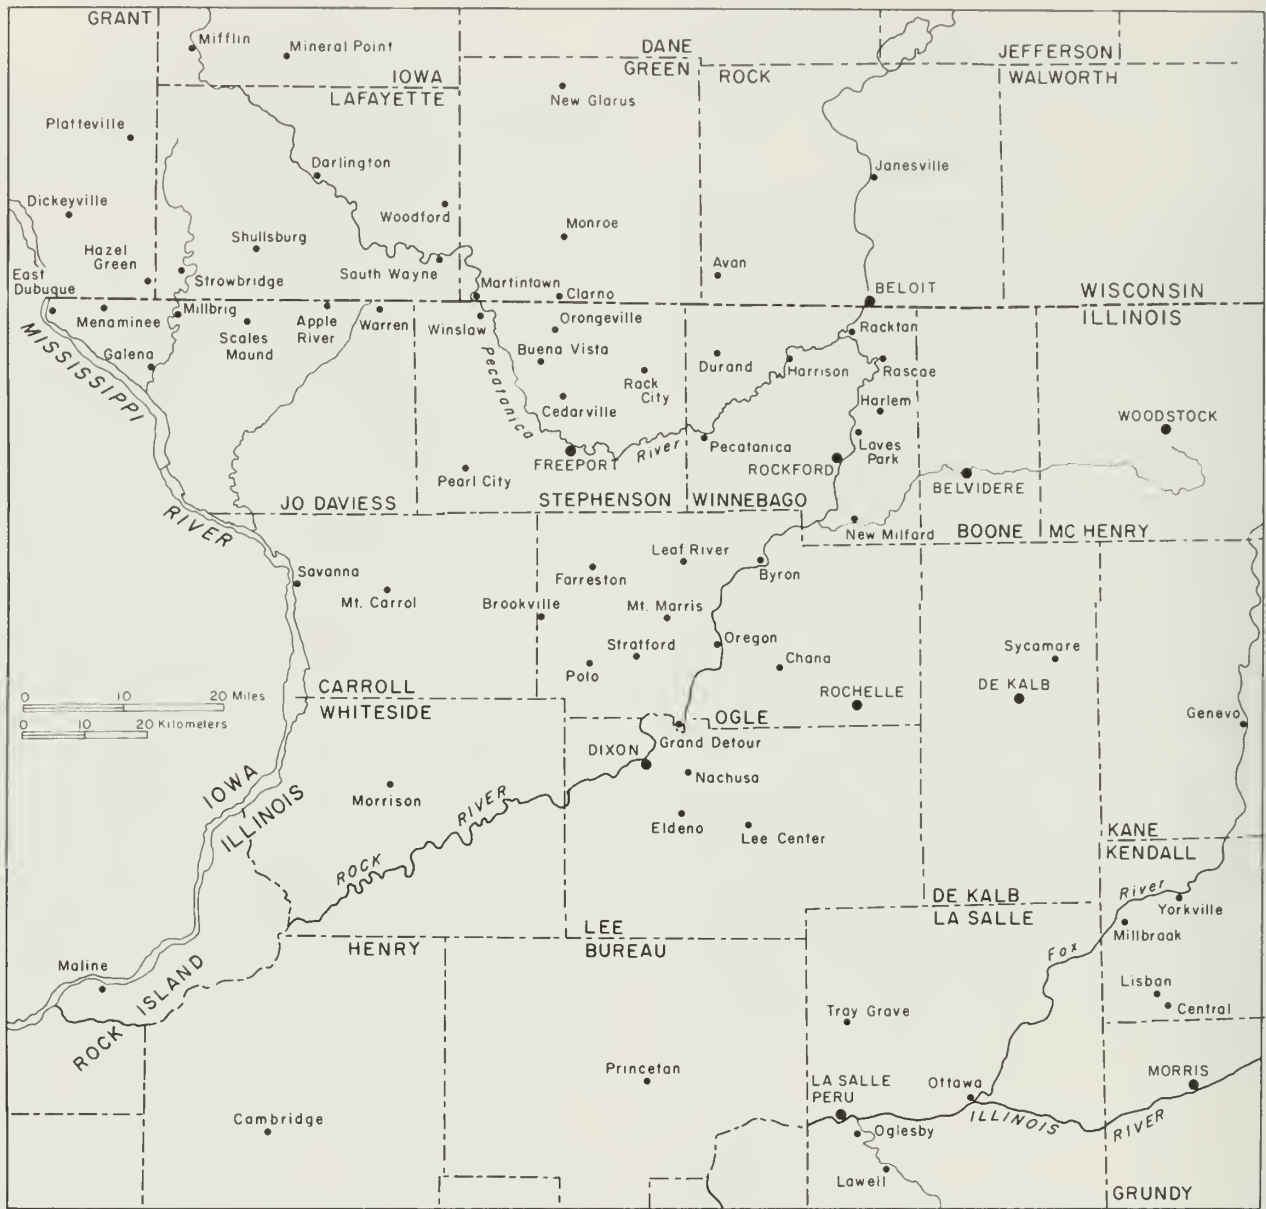 GRANT
Mifflin
Mineral Point
IOWA
LAFAYETTE
DANE
GREEN
ROCK
JEFFERSON
WALWORTH
New Glarus
Platteville
Darlington
Janesville
Dickeyville
Woodford
Monroe
Shullsburg
Hazel
Green
East
Dubuque
Strowbridge
Sauth Wayne
Martintawn
Clarno
Avan
BELOIT
WISCONSIN
ILLINOIS
Menaminee
Millbrig
Scales
Maund
Apple
River
Warren
Winslaw
Orongeville
Racktan
Galena
Buena Vista
Rack
City
Durand
Harrison
Rascae
MISSISSIPPI
RIVER
Pecatanica
River
Cedarville
Harlem
WOODSTOCK
FREEPORT
Pecatanica
Laves
Park
ROCKFORD
Pearl City
BELVIDERE
JO DAVIESS
STEPHENSON
WINNEBAGO
New Milfard
BOONE
MC HENRY
Savanna
Mt. Carrol
Leaf River
Farreston
Byron
Brookville
Mt. Marris
Stratford
Oregon
Polo
Chana
Sycamare
CARROLL
WHITESIDE
ROCHELLE
DE KALB
0 10 20 Miles
0 10 20 Kilometers
OGLE
Grand Detour
Genevo
DIXON
Nachusa
IOWA
ILLINOIS
Morrison
ROCK RIVER
Eldeno
Lee Center
KANE
KENDALL
DE KALB
LA SALLE
River
Yorkville
LEE
BUREAU
HENRY
Fox
Millbraak
Maline
ROCK ISLAND
Lisban
Central
Tray Grave
Princetan
LA SALLE
PERU
Ottawa
MORRIS
ILLINOIS RIVER
Cambridge
Oglesby
Lawell
GRUNDY